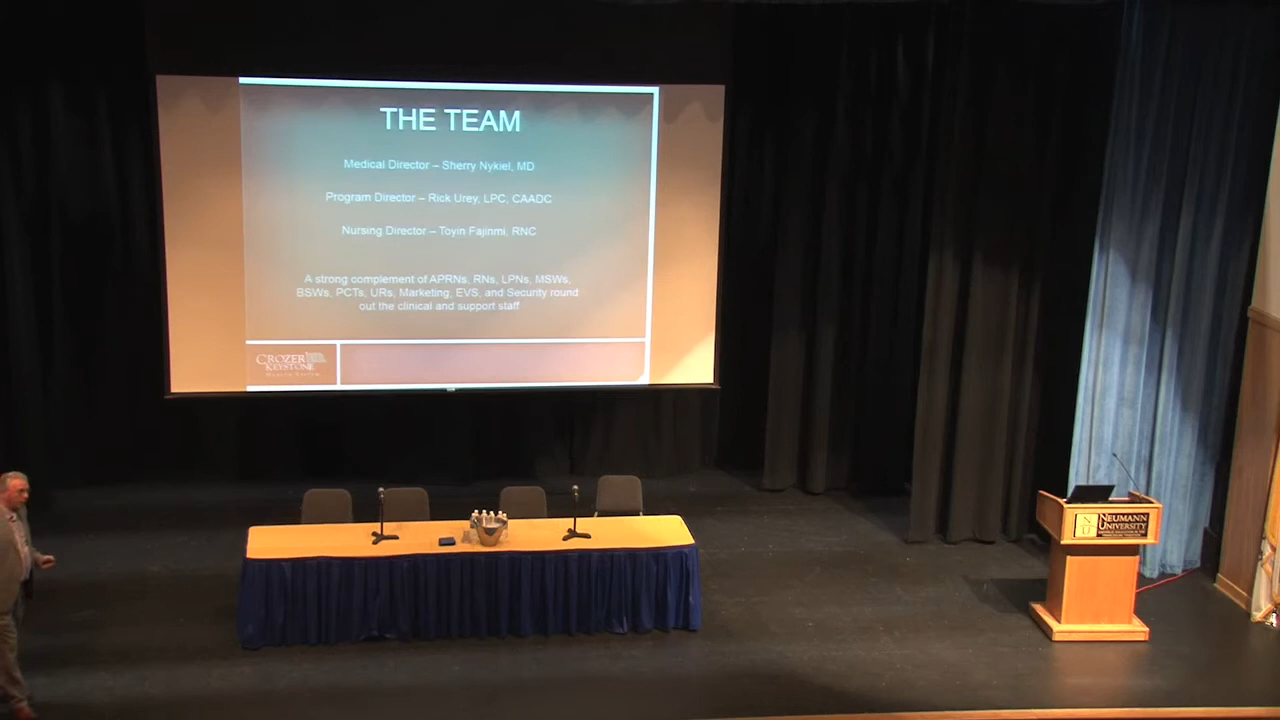 THE TEAM
Medical Director – Sherry Nykiel, MD
Program Director – Rick Urey, LPC, CAADC
Nursing Director – Toyin Fajinmi, RNC
A strong complement of APRNs, RNs, LPNs, MSWs,
BSWs, PCTs, URs, Marketing, EVS, and Security round
out the clinical and support staff
CROZER
KEYSTONE
Health System
N
U
NEUMANN
UNIVERSITY